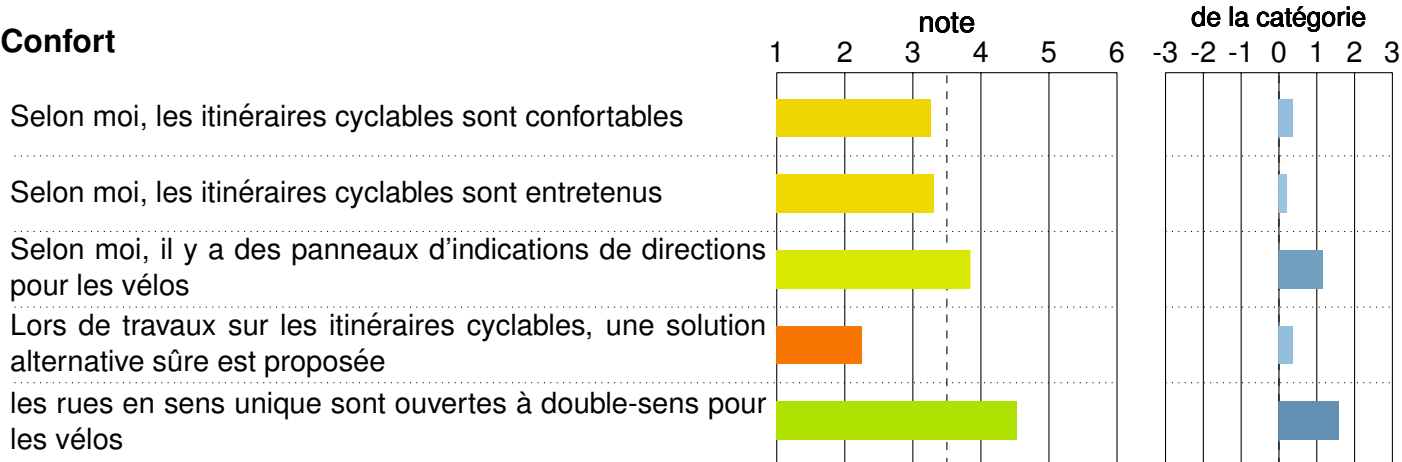 Confort
note
de la catégorie
1 2 3 4 5 6
-3 -2 -1 0 1 2 3
Selon moi, les itinéraires cyclables sont confortables
Selon moi, les itinéraires cyclables sont entretenus
Selon moi, il y a des panneaux d'indications de directions
pour les vélos
Lors de travaux sur les itinéraires cyclables, une solution
alternative sûre est proposée
les rues en sens unique sont ouvertes à double-sens pour
les vélos